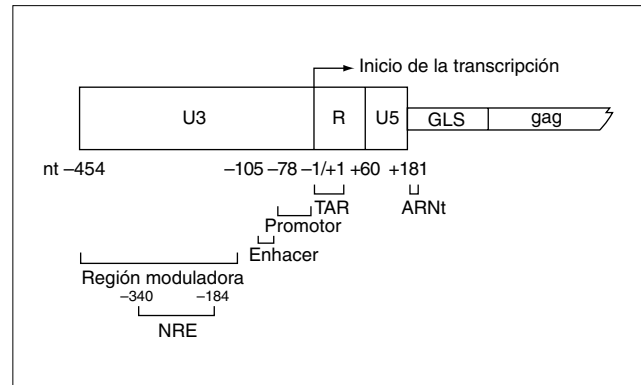 Inicio de la transcripción
U3 R U5 GLS gag
nt –454 –105 –78 –1/+1 +60 +181
TAR ARNt
Promotor
Enhacer
Región moduladora
–340 –184
NRE